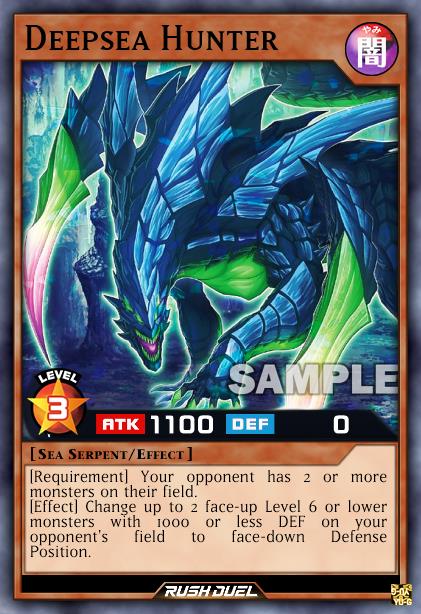 DEEPSEA HUNTER
やみ
闇
SAMPLE
LEVEL
3
ATK 1100 DEF 0
[SEA SERPENT/EFFECT]
[Requirement] Your opponent has 2 or more
monsters on their field.
[Effect] Change up to 2 face-up Level 6 or lower
monsters with 1000 or less DEF on your
opponent's field to face-down Defense
Position.
RUSH DUEL